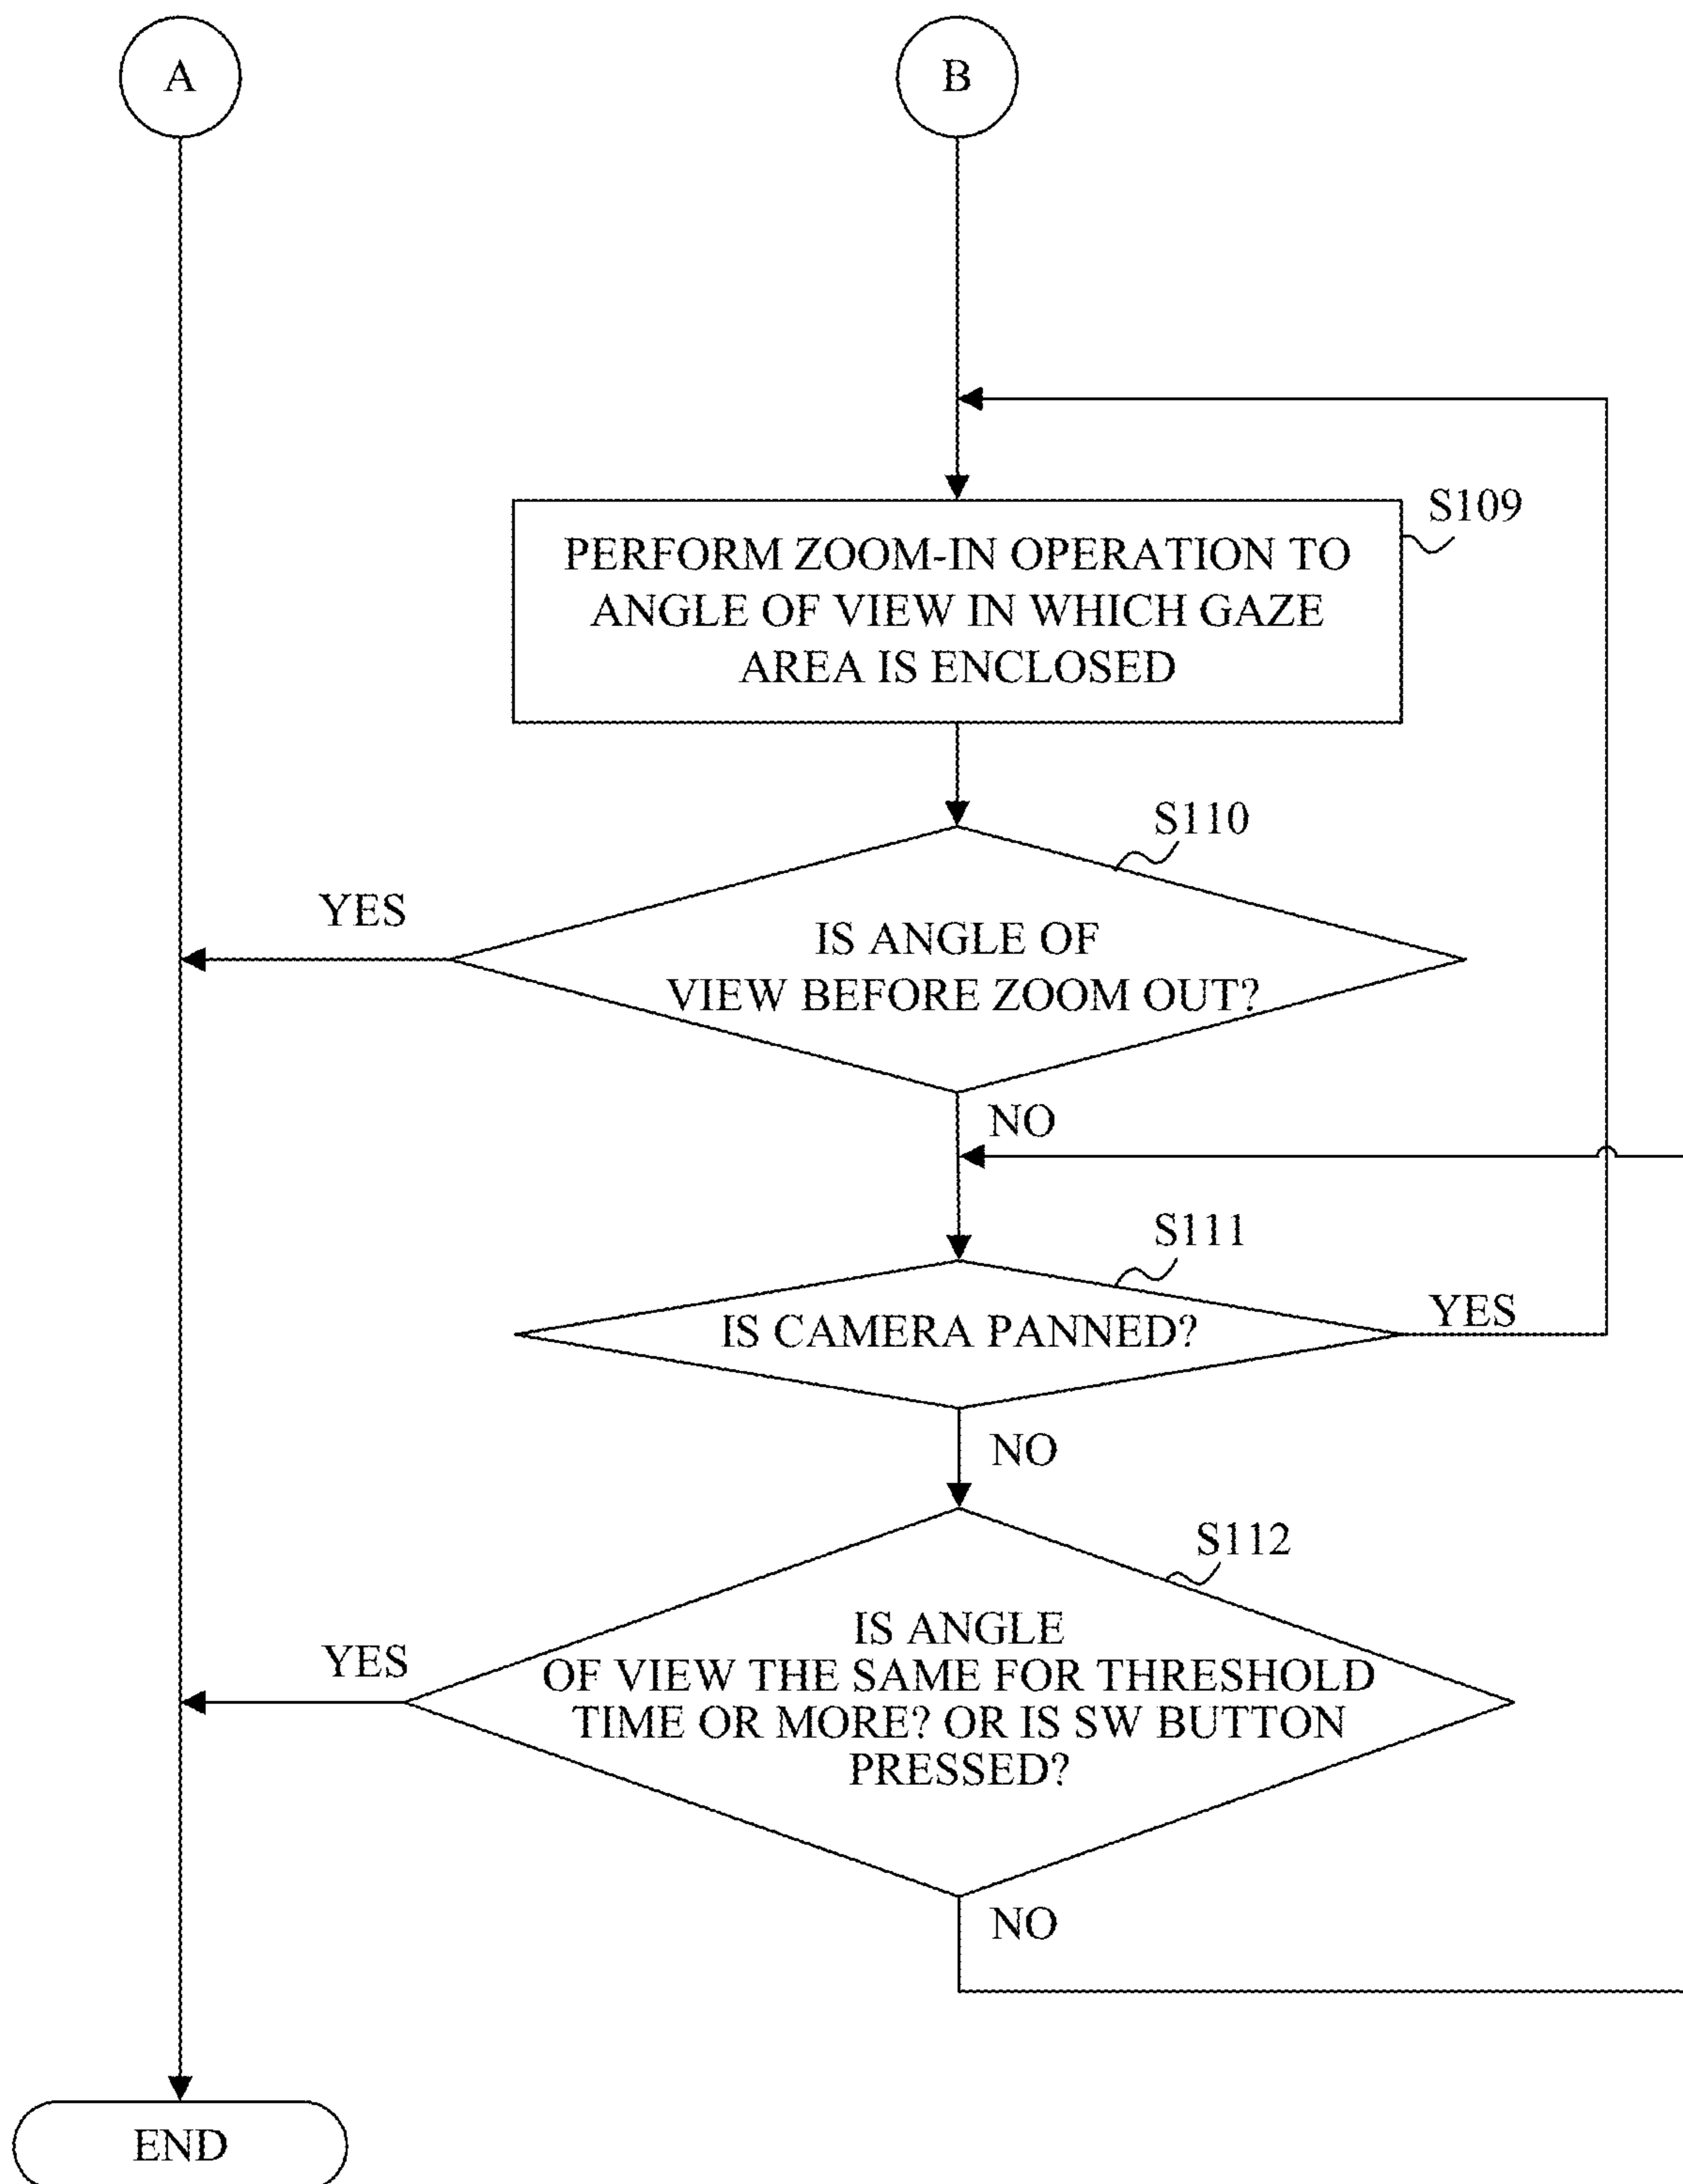 A
B
S109
PERFORM ZOOM-IN OPERATION TO
ANGLE OF VIEW IN WHICH GAZE
AREA IS ENCLOSED
S110
YES
IS ANGLE OF
VIEW BEFORE ZOOM OUT?
NO
S111
IS CAMERA PANNED?
YES
NO
S112
IS ANGLE
YES
OF VIEW THE SAME FOR THRESHOLD
TIME OR MORE? OR IS SW BUTTON
PRESSED?
NO
END